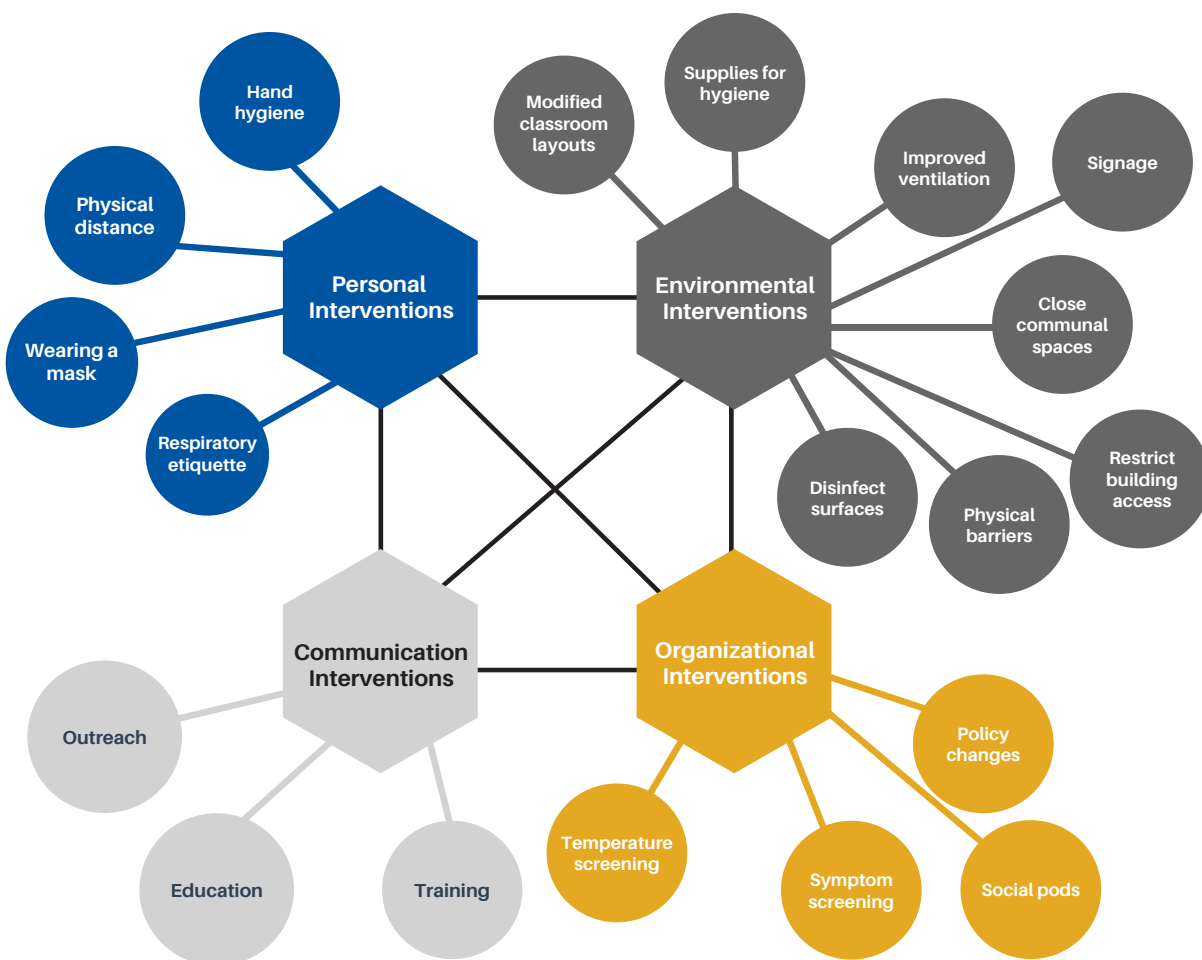 Hand
hygiene
Physical
distance
Wearing a
mask
Respiratory
etiquette
Personal
Interventions
Modified
classroom
layouts
Supplies for
hygiene
Improved
ventilation
Signage
Close
communal
spaces
Restrict
building
access
Physical
barriers
Disinfect
surfaces
Environmental
Interventions
Communication
Interventions
Outreach
Education
Training
Organizational
Interventions
Policy
changes
Social pods
Symptom
screening
Temperature
screening